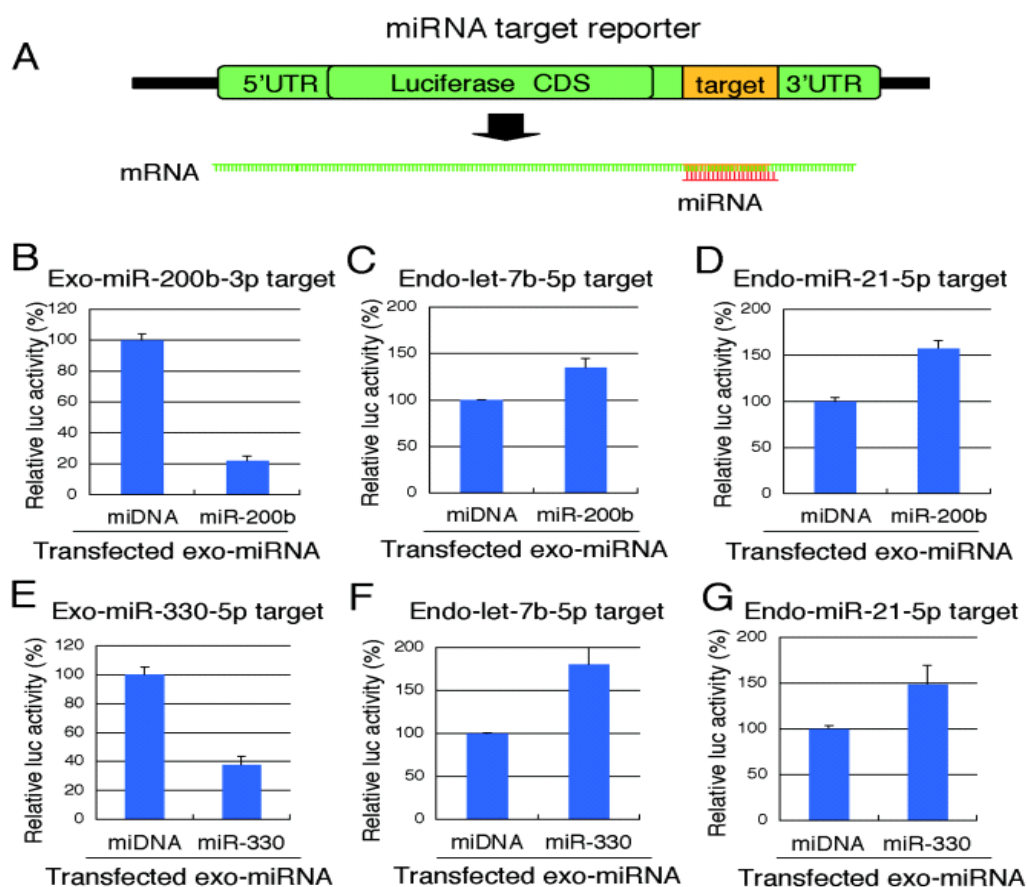 miRNA target reporter
A
5'UTR Luciferase CDS target 3'UTR
mRNA
miRNA
B
Exo-miR-200b-3p target
Relative luc activity (%)
120
100
80
60
40
20
0
miDNA miR-200b
Transfected exo-miRNA
C
Endo-let-7b-5p target
Relative luc activity (%)
200
150
100
50
0
miDNA miR-200b
Transfected exo-miRNA
D
Endo-miR-21-5p target
Relative luc activity (%)
200
150
100
50
0
miDNA miR-200b
Transfected exo-miRNA
E
Exo-miR-330-5p target
Relative luc activity (%)
120
100
80
60
40
20
0
miDNA miR-330
Transfected exo-miRNA
F
Endo-let-7b-5p target
Relative luc activity (%)
200
150
100
50
0
miDNA miR-330
Transfected exo-miRNA
G
Endo-miR-21-5p target
Relative luc activity (%)
200
150
100
50
0
miDNA miR-330
Transfected exo-miRNA